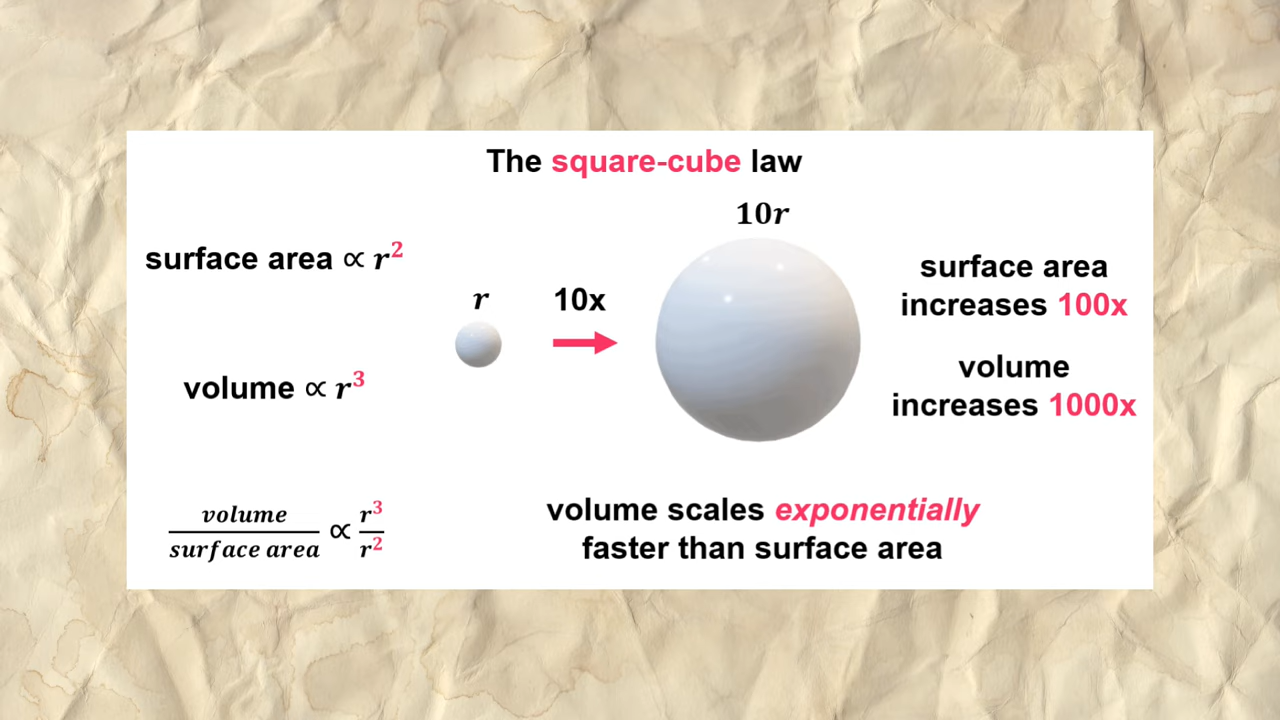 The square-cube law
surface area ∝ r²
volume ∝ r³
volume/surface area ∝ r³/r²
r
10x
10r
surface area
increases 100x
volume
increases 1000x
volume scales exponentially
faster than surface area